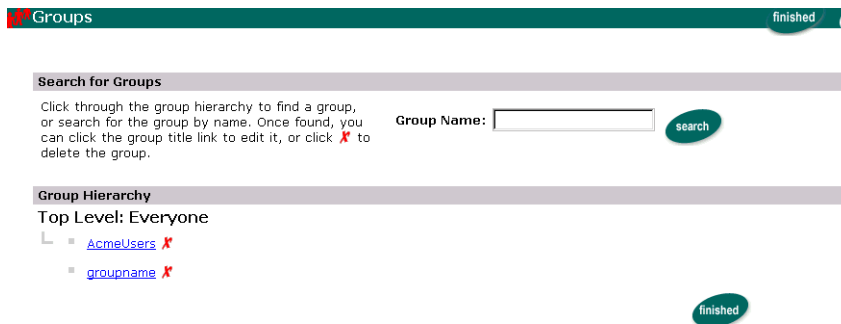 Groups
finished
Search for Groups
Click through the group hierarchy to find a group,
or search for the group by name. Once found, you
can click the group title link to edit it, or click ✗ to
delete the group.
Group Name:
search
Group Hierarchy
Top Level: Everyone
AcmeUsers ✗
groupname ✗
finished